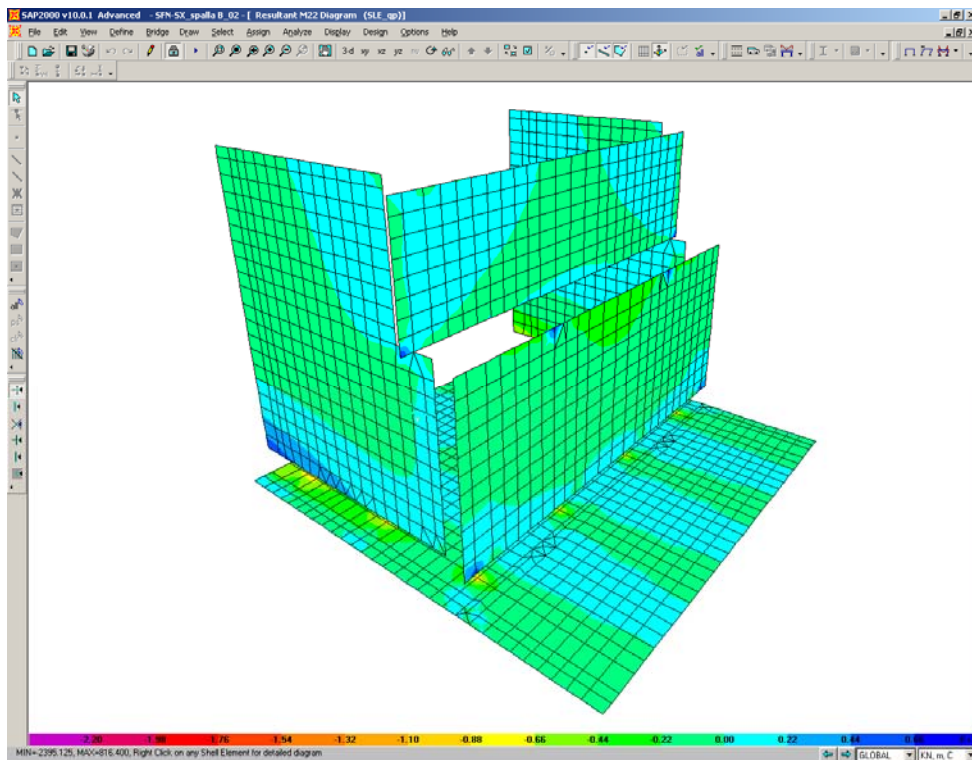 SAP2000 v10.0.1 Advanced - SFN-SX_spalla B_02 - [ Resultant M22 Diagram (SLE_qp)]
File Edit View Define Bridge Draw Select Assign Analyze Display Design Options Help
3-d xy xz yz
-2.20 -1.98 -1.76 -1.54 -1.32 -1.10 -0.88 -0.66 -0.44 -0.22 0.00 0.22 0.44
MIN=-2395.125, MAX=816.400, Right Click on any Shell Element for detailed diagram GLOBAL KN, m, C